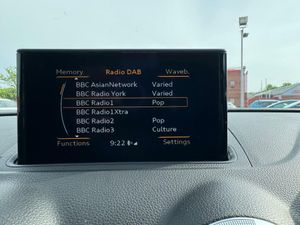 Memory Radio DAB Waveb.
BBC AsianNetwork Varied
BBC Radio York Varied
BBC Radio1 Pop
BBC Radio1Xtra
BBC Radio2 Pop
BBC Radio3 Culture
Functions 9:22 Settings